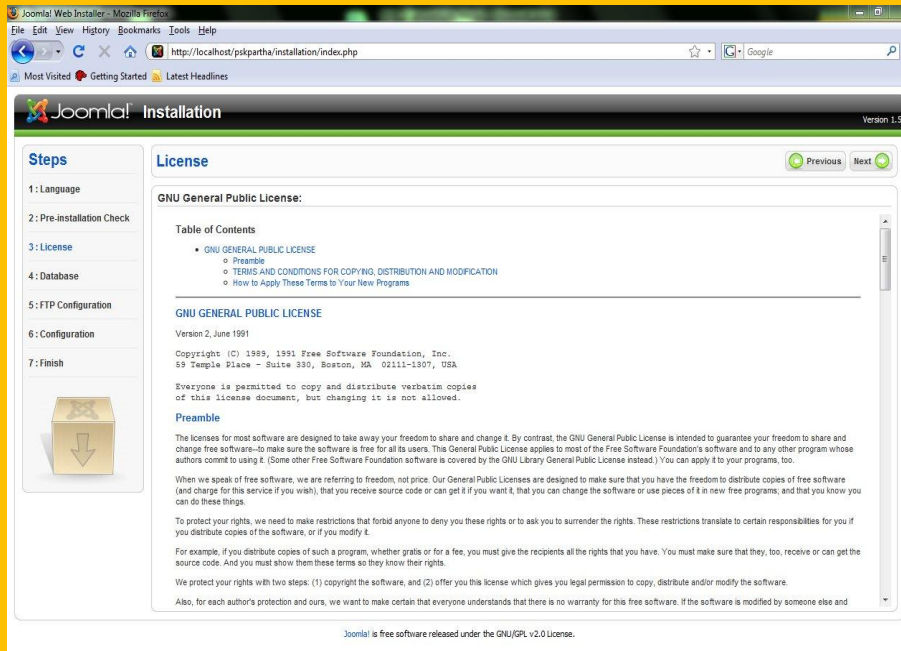 Joomla! Web Installer - Mozilla Firefox
File Edit View History Bookmarks Tools Help
http://localhost/pskpartha/installation/index.php
G Google
Most Visited Getting Started Latest Headlines
Joomla! Installation
Version 1.5
Steps
1 : Language
2 : Pre-installation Check
3 : License
4 : Database
5 : FTP Configuration
6 : Configuration
7 : Finish
License
Previous Next
GNU General Public License:
Table of Contents
GNU GENERAL PUBLIC LICENSE
Preamble
TERMS AND CONDITIONS FOR COPYING, DISTRIBUTION AND MODIFICATION
How to Apply These Terms to Your New Programs
GNU GENERAL PUBLIC LICENSE
Version 2, June 1991
Copyright (C) 1989, 1991 Free Software Foundation, Inc.
59 Temple Place - Suite 330, Boston, MA 02111-1307, USA
Everyone is permitted to copy and distribute verbatim copies
of this license document, but changing it is not allowed.
Preamble
The licenses for most software are designed to take away your freedom to share and change it. By contrast, the GNU General Public License is intended to guarantee your freedom to share and
change free software--to make sure the software is free for all its users. This General Public License applies to most of the Free Software Foundation's software and to any other program whose
authors commit to using it. (Some other Free Software Foundation software is covered by the GNU Library General Public License instead.) You can apply it to your programs, too.
When we speak of free software, we are referring to freedom, not price. Our General Public Licenses are designed to make sure that you have the freedom to distribute copies of free software
(and charge for this service if you wish), that you receive source code or can get it if you want it, that you can change the software or use pieces of it in new free programs; and that you know you
can do these things.
To protect your rights, we need to make restrictions that forbid anyone to deny you these rights or to ask you to surrender the rights. These restrictions translate to certain responsibilities for you if
you distribute copies of the software, or if you modify it.
For example, if you distribute copies of such a program, whether gratis or for a fee, you must give the recipients all the rights that you have. You must make sure that they, too, receive or can get the
source code. And you must show them these terms so they know their rights.
We protect your rights with two steps: (1) copyright the software, and (2) offer you this license which gives you legal permission to copy, distribute and/or modify the software.
Also, for each author's protection and ours, we want to make certain that everyone understands that there is no warranty for this free software. If the software is modified by someone else and
Joomla! is free software released under the GNU/GPL v2.0 License.